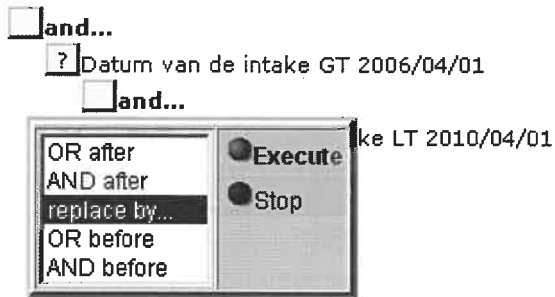 and...
? Datum van de intake GT 2006/04/01
and...
ke LT 2010/04/01
OR after
AND after
replace by...
OR before
AND before
Execute
Stop